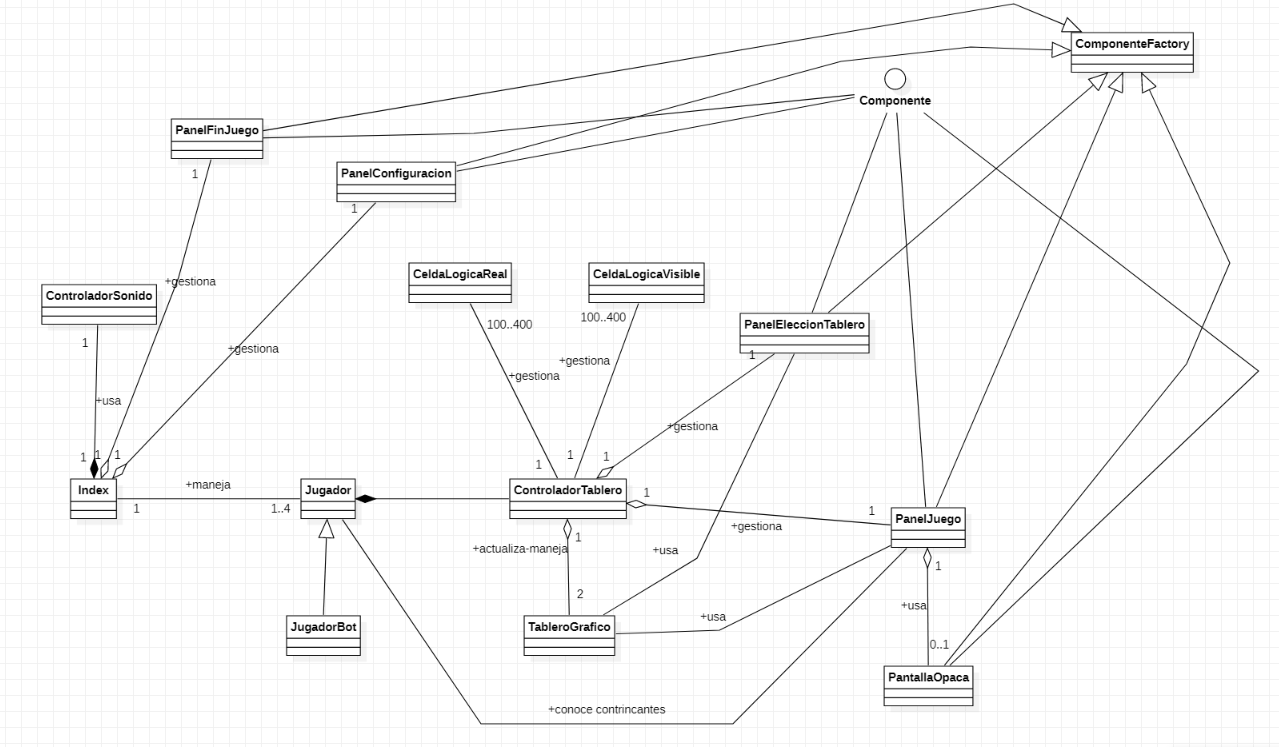 ComponenteFactory
Componente
PanelFinJuego
1
PanelConfiguracion
1
CeldaLogicaReal
CeldaLogicaVisible
+gestiona
ControladorSonido
100..400
100..400
PanelEleccionTablero
1
+gestiona
+gestiona
1
+gestiona
+usa
+gestiona
1
1
1
1
1
1
+maneja
Index
Jugador
ControladorTablero
1
1
1..4
1
PanelJuego
+gestiona
1
+actualiza-maneja
+usa
1
2
+usa
+usa
JugadorBot
TableroGrafico
0..1
PantallaOpaca
+conoce contrincantes